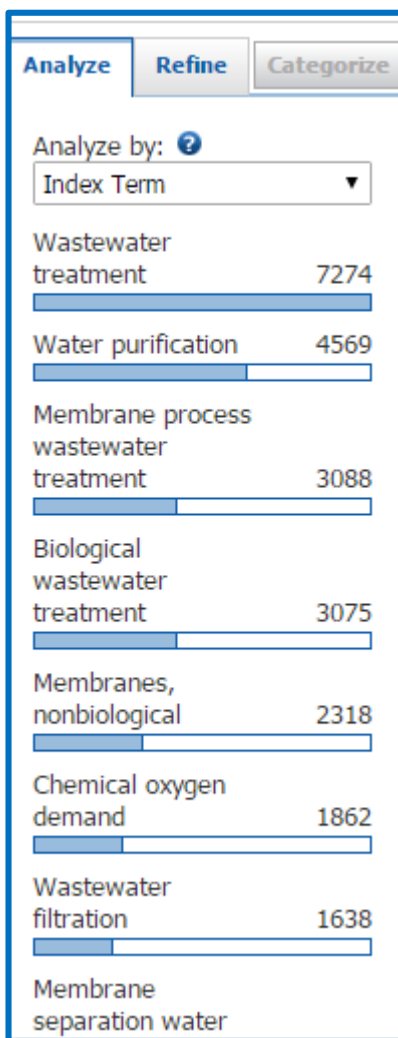 Analyze Refine Categorize
Analyze by: ?
Index Term
Wastewater
treatment 7274
Water purification 4569
Membrane process
wastewater
treatment 3088
Biological
wastewater
treatment 3075
Membranes,
nonbiological 2318
Chemical oxygen
demand 1862
Wastewater
filtration 1638
Membrane
separation water